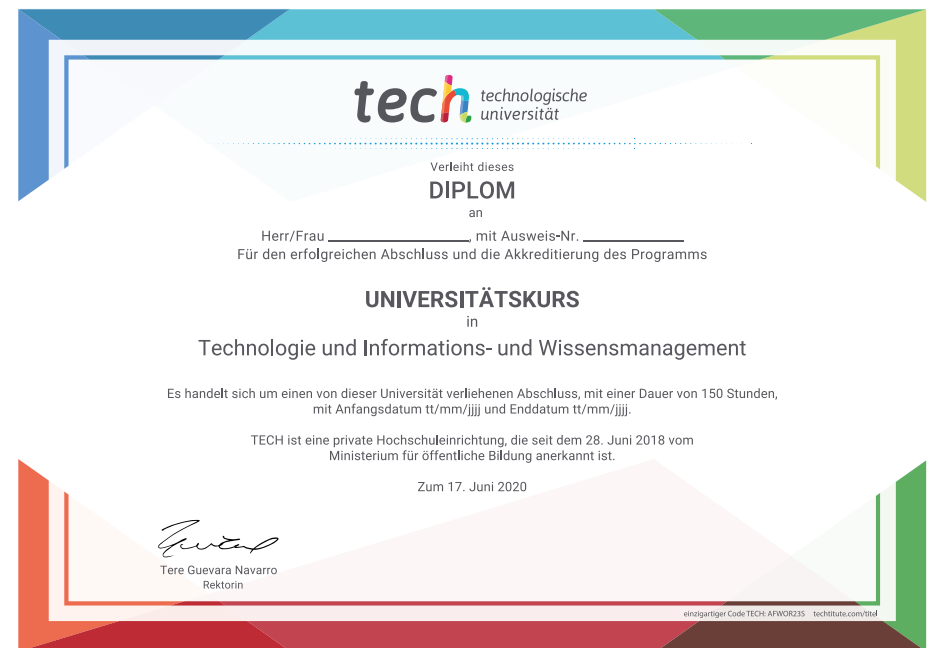 tech technologische
universität
Verleiht dieses
DIPLOM
an
Herr/Frau ____________________, mit Ausweis-Nr. ______________
Für den erfolgreichen Abschluss und die Akkreditierung des Programms
UNIVERSITÄTSKURS
in
Technologie und Informations- und Wissensmanagement
Es handelt sich um einen von dieser Universität verliehenen Abschluss, mit einer Dauer von 150 Stunden,
mit Anfangsdatum tt/mm/jjjj und Enddatum tt/mm/jjjj.
TECH ist eine private Hochschuleinrichtung, die seit dem 28. Juni 2018 vom
Ministerium für öffentliche Bildung anerkannt ist.
Zum 17. Juni 2020
Tere Guevara Navarro
Rektorin
einzigartiger Code TECH: AFWOR23S techtitute.com/titel